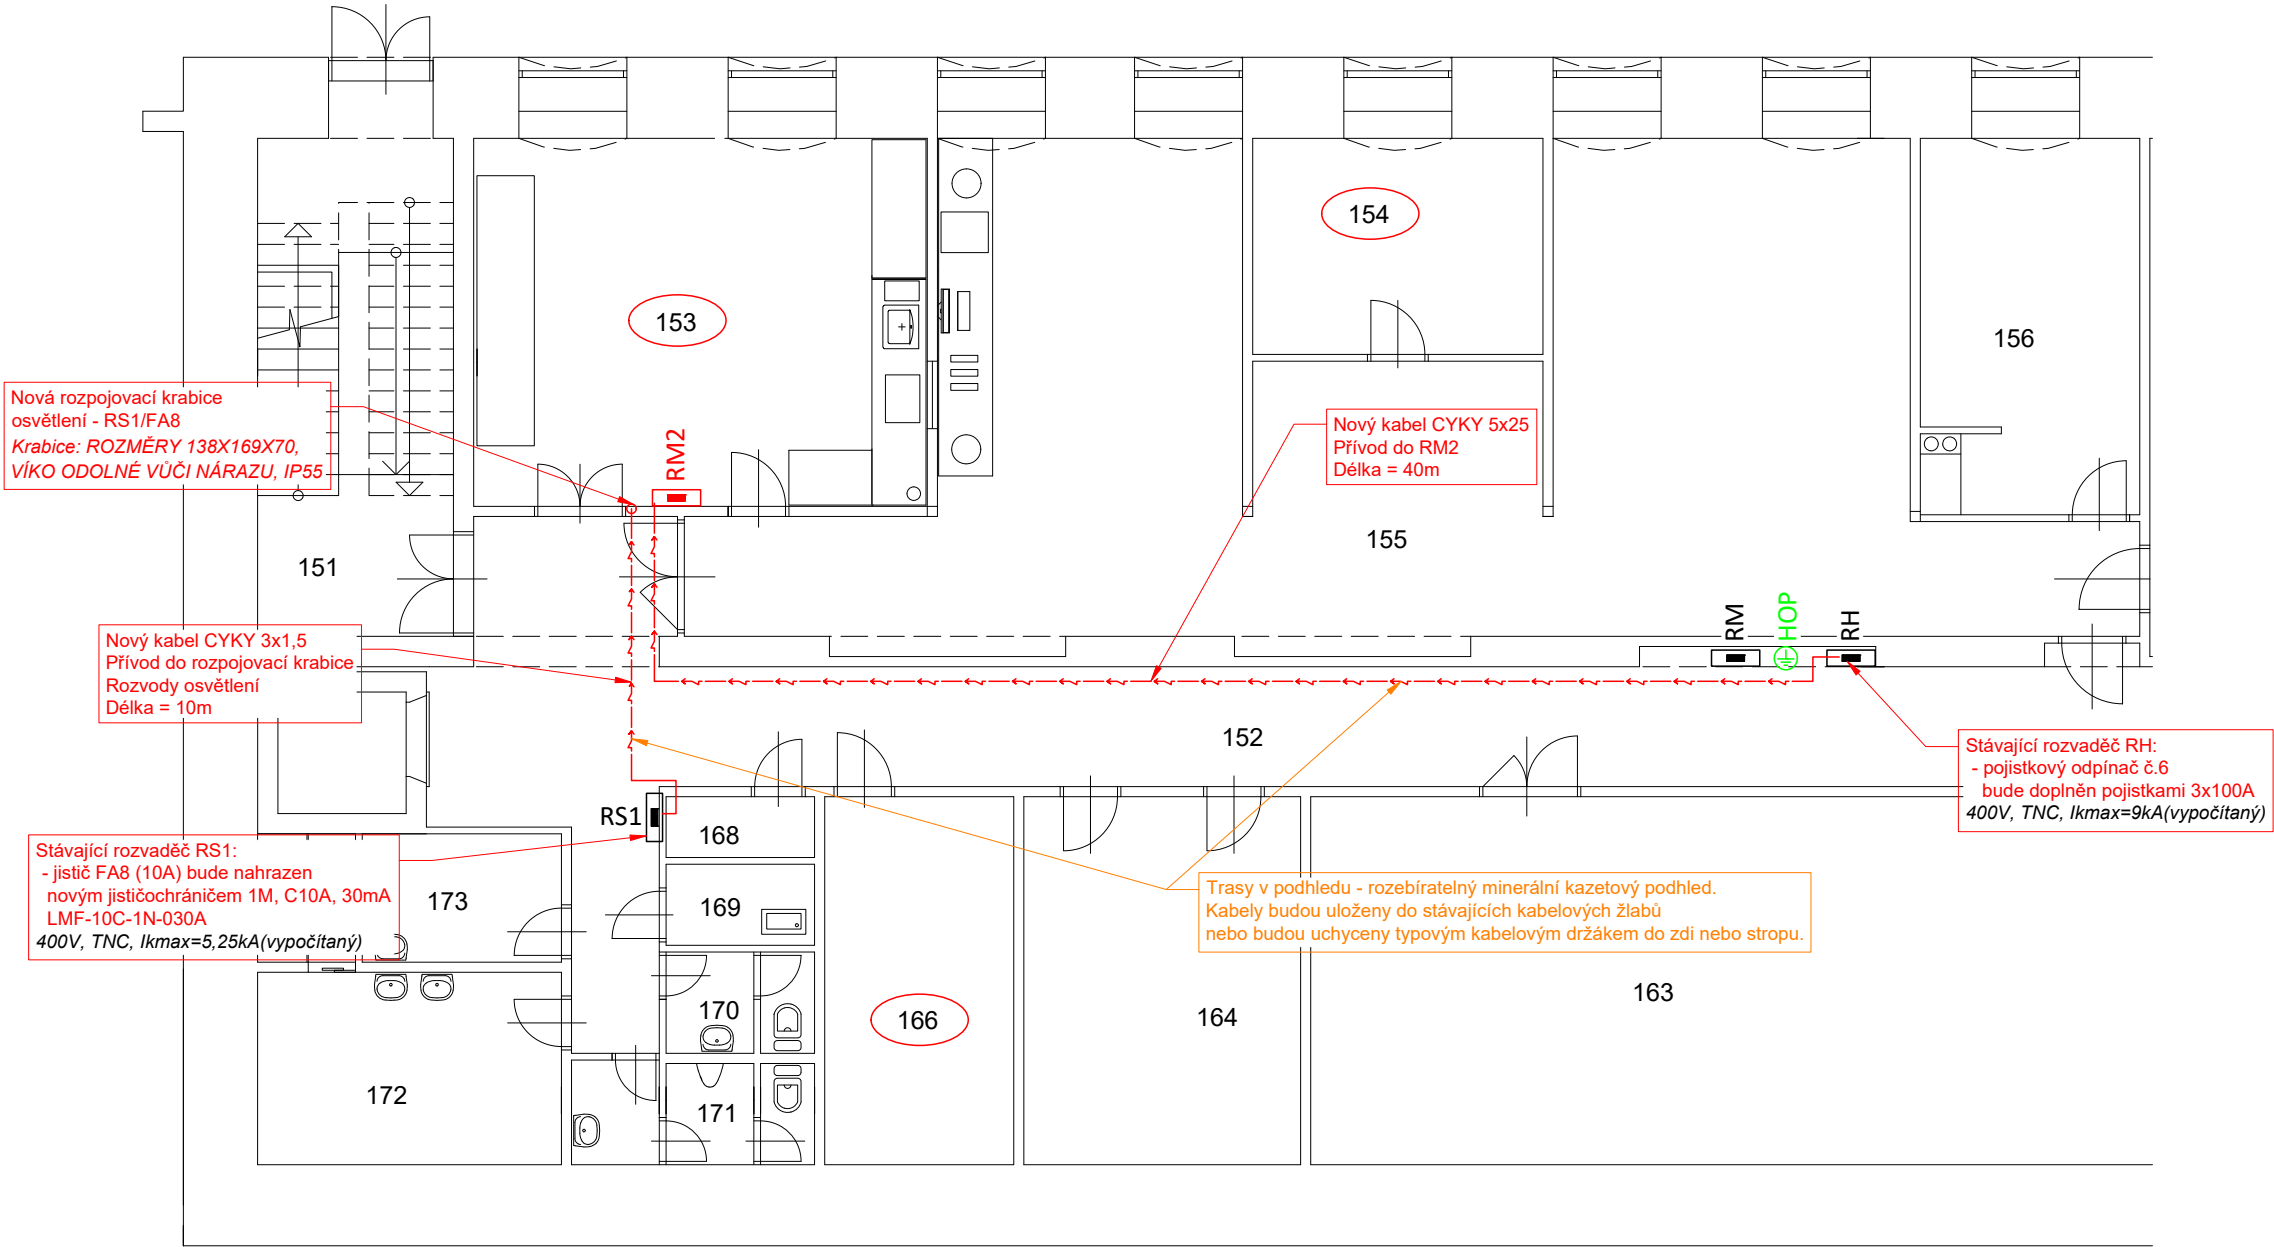 154
153
156
Nová rozpojovací krabice
osvětlení - RS1/FA8
Krabice: ROZMĚRY 138X169X70,
VÍKO ODOLNÉ VŮČI NÁRAZU, IP55
RM2
Nový kabel CYKY 5x25
Přívod do RM2
Délka = 40m
151
155
RM
HOP
RH
Nový kabel CYKY 3x1,5
Přívod do rozpojovací krabice
Rozvody osvětlení
Délka = 10m
152
Stávající rozvaděč RH:
- pojistkový odpínač č.6
bude doplněn pojistkami 3x100A
400V, TNC, Ikmax=9kA(vypočítaný)
RS1
168
Stávající rozvaděč RS1:
- jistič FA8 (10A) bude nahrazen
novým jističochráničem 1M, C10A, 30mA
LMF-10C-1N-030A
400V, TNC, Ikmax=5,25kA(vypočítaný)
173
169
Trasy v podhledu - rozebíratelný minerální kazetový podhled.
Kabely budou uloženy do stávajících kabelových žlabů
nebo budou uchyceny typovým kabelovým držákem do zdi nebo stropu.
170
166
164
163
172
171